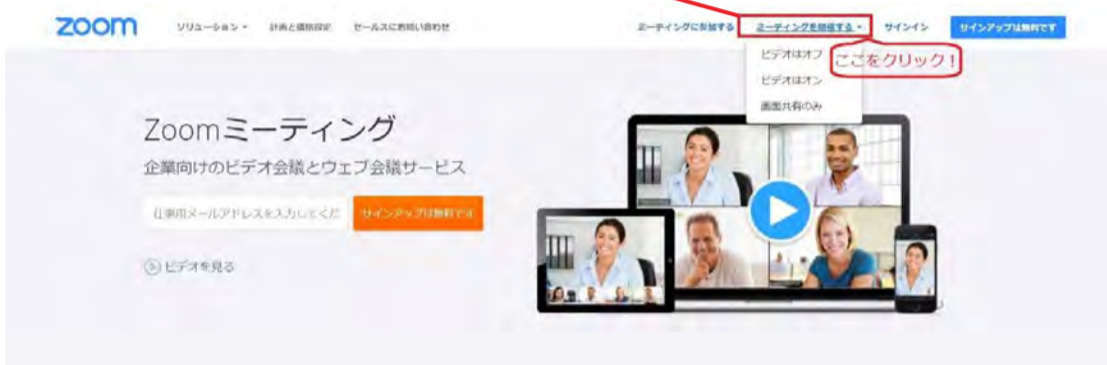 zoom
ソリューション
計画と価格設定
セールスにお問い合わせ
ミーティングに参加する
ミーティングを開催する
サインイン
サインアップは無料です
ビデオはオフ
ここをクリック!
ビデオはオン
画面共有のみ
Zoomミーティング
企業向けのビデオ会議とウェブ会議サービス
仕事用メールアドレスを入力してくだ
サインアップは無料です
ビデオを見る